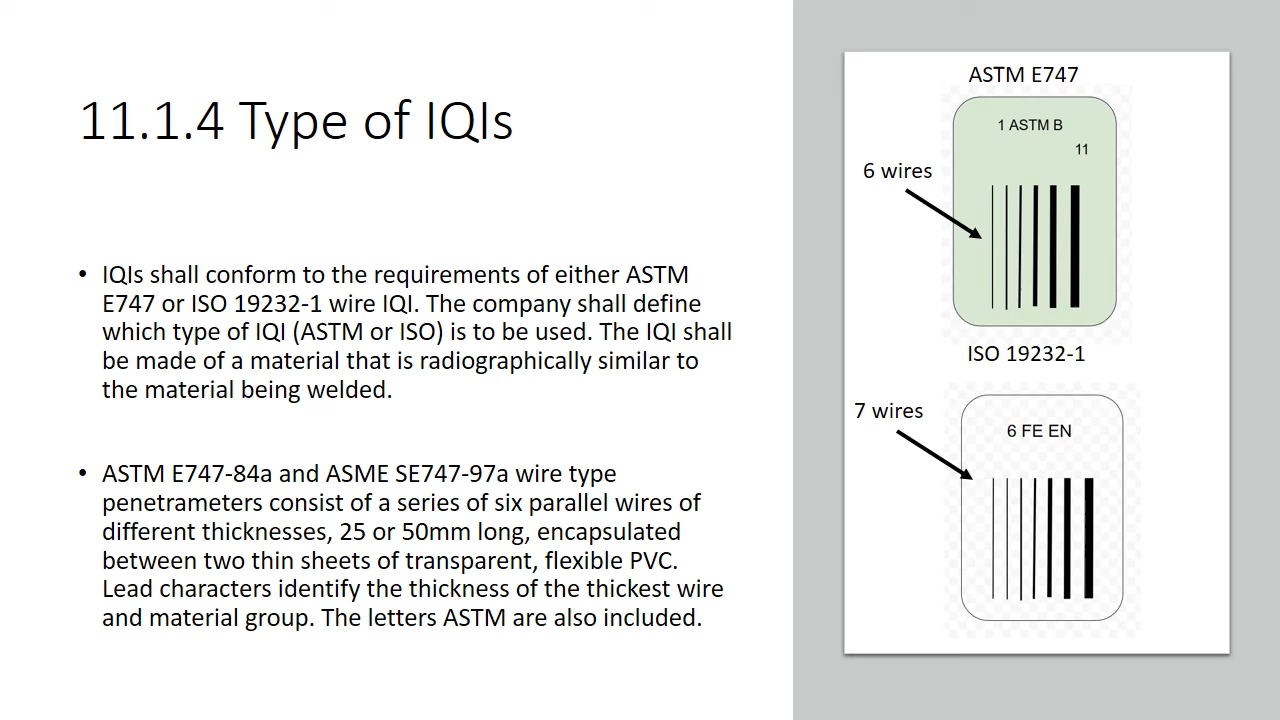 11.1.4 Type of IQIs
• IQIs shall conform to the requirements of either ASTM
E747 or ISO 19232-1 wire IQI. The company shall define
which type of IQI (ASTM or ISO) is to be used. The IQI shall
be made of a material that is radiographically similar to
the material being welded.
• ASTM E747-84a and ASME SE747-97a wire type
penetrameters consist of a series of six parallel wires of
different thicknesses, 25 or 50mm long, encapsulated
between two thin sheets of transparent, flexible PVC.
Lead characters identify the thickness of the thickest wire
and material group. The letters ASTM are also included.
ASTM E747
1 ASTM B
11
6 wires
ISO 19232-1
7 wires
6 FE EN